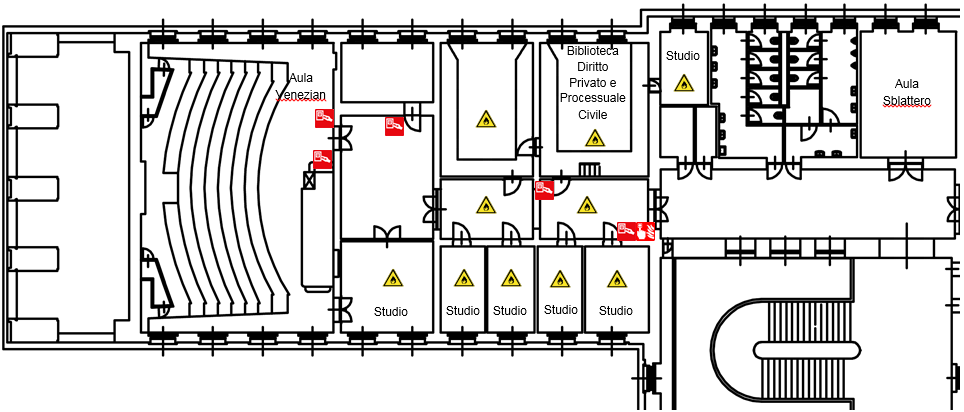 Aula
Venezian
Biblioteca
Diritto
Privato e
Processuale
Civile
Studio
Aula
Sblattero
Studio
Studio
Studio
Studio
Studio